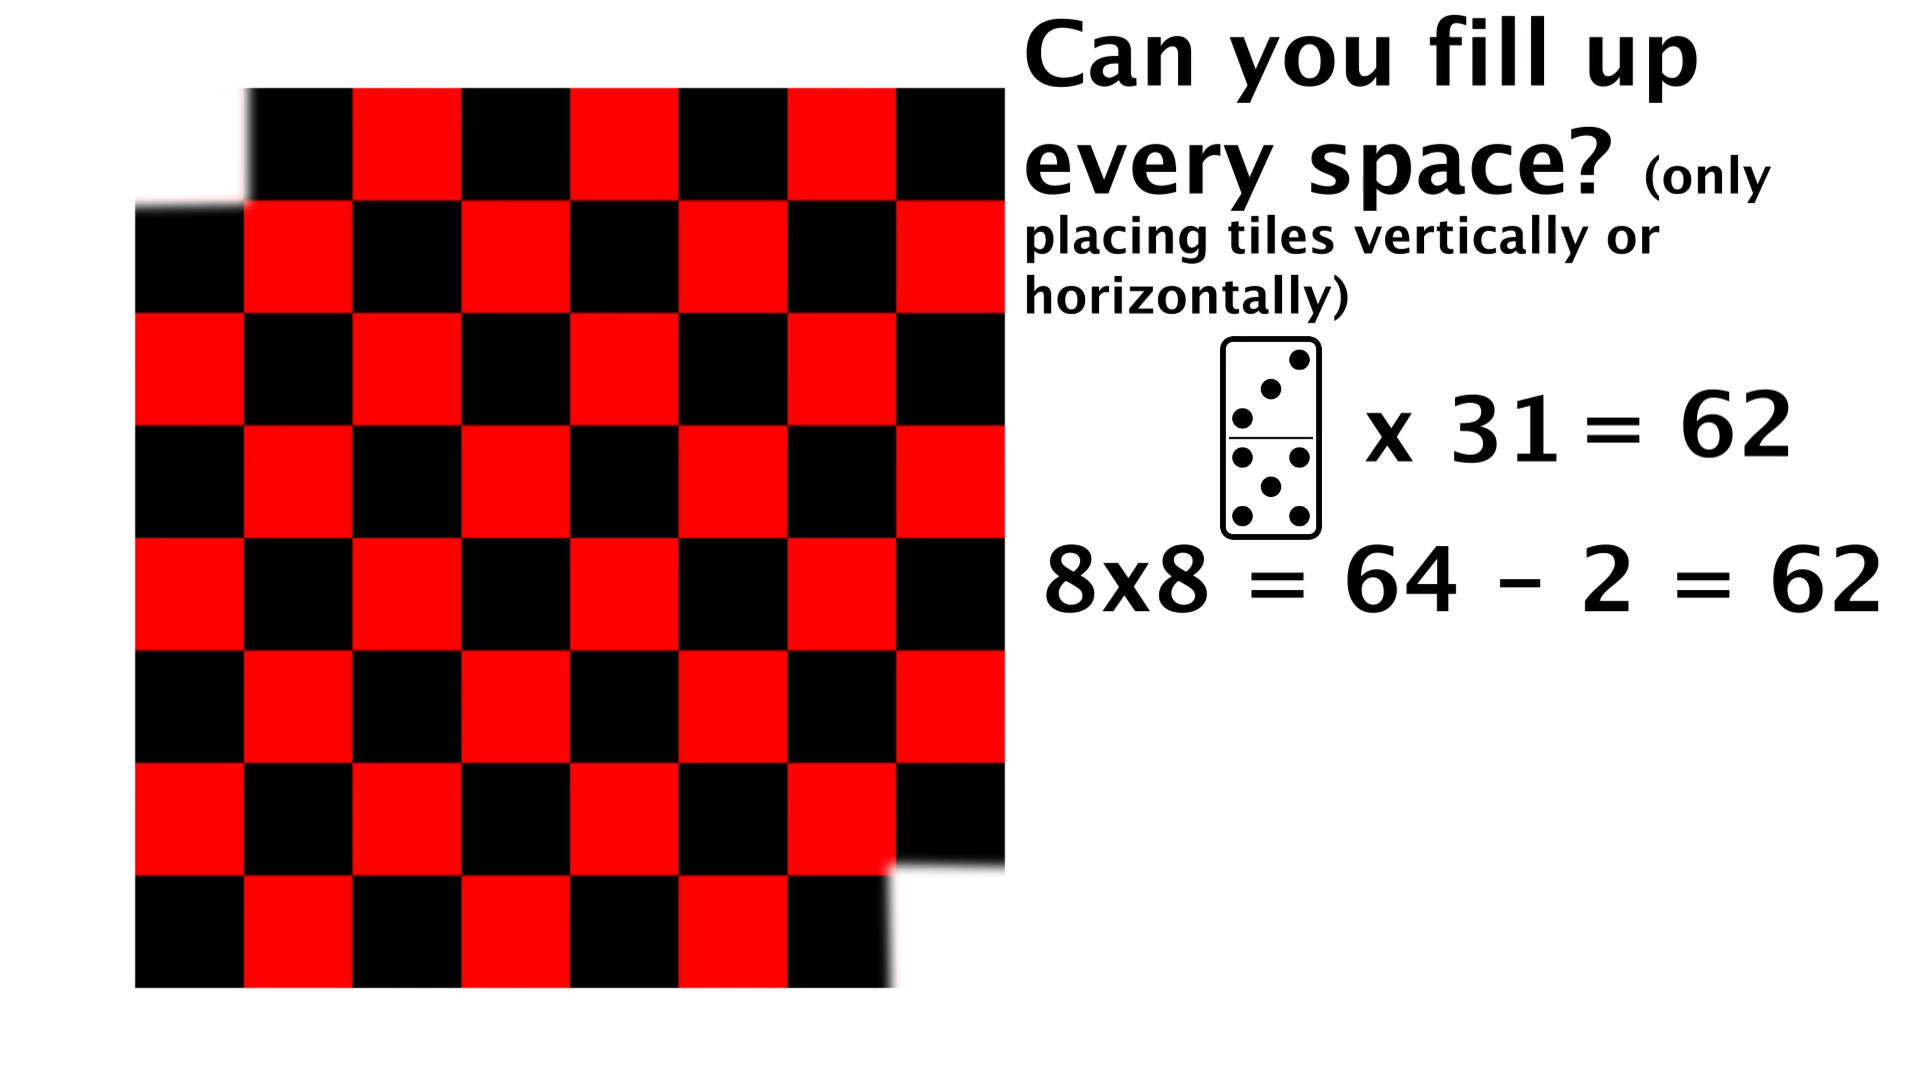 Can you fill up
every space? (only
placing tiles vertically or
horizontally)
x 31 = 62
8x8 = 64 - 2 = 62